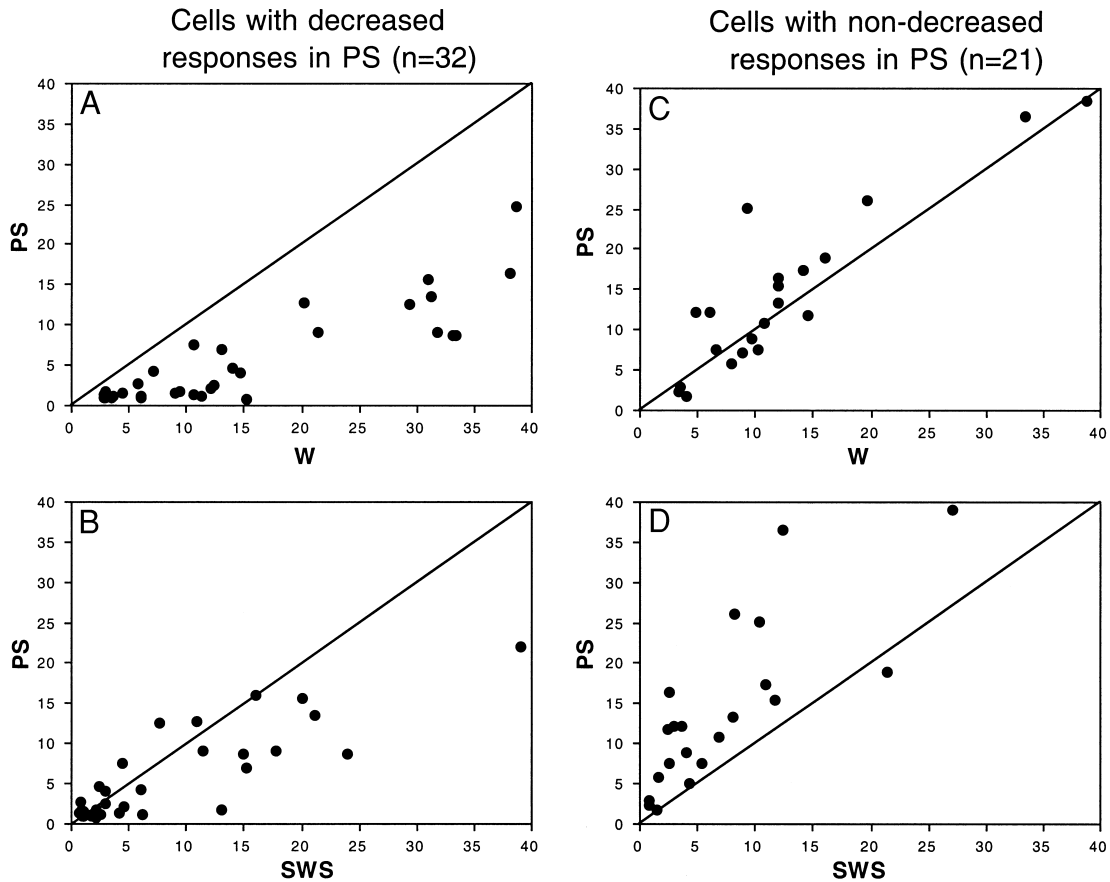 Cells with decreased
responses in PS (n=32)
Cells with non-decreased
responses in PS (n=21)
A
40
35
30
25
20
15
10
5
0
PS
0 5 10 15 20 25 30 35 40
W
C
40
35
30
25
20
15
10
5
0
PS
0 5 10 15 20 25 30 35 40
W
B
40
35
30
25
20
15
10
5
0
PS
0 5 10 15 20 25 30 35 40
SWS
D
40
35
30
25
20
15
10
5
0
PS
0 5 10 15 20 25 30 35 40
SWS